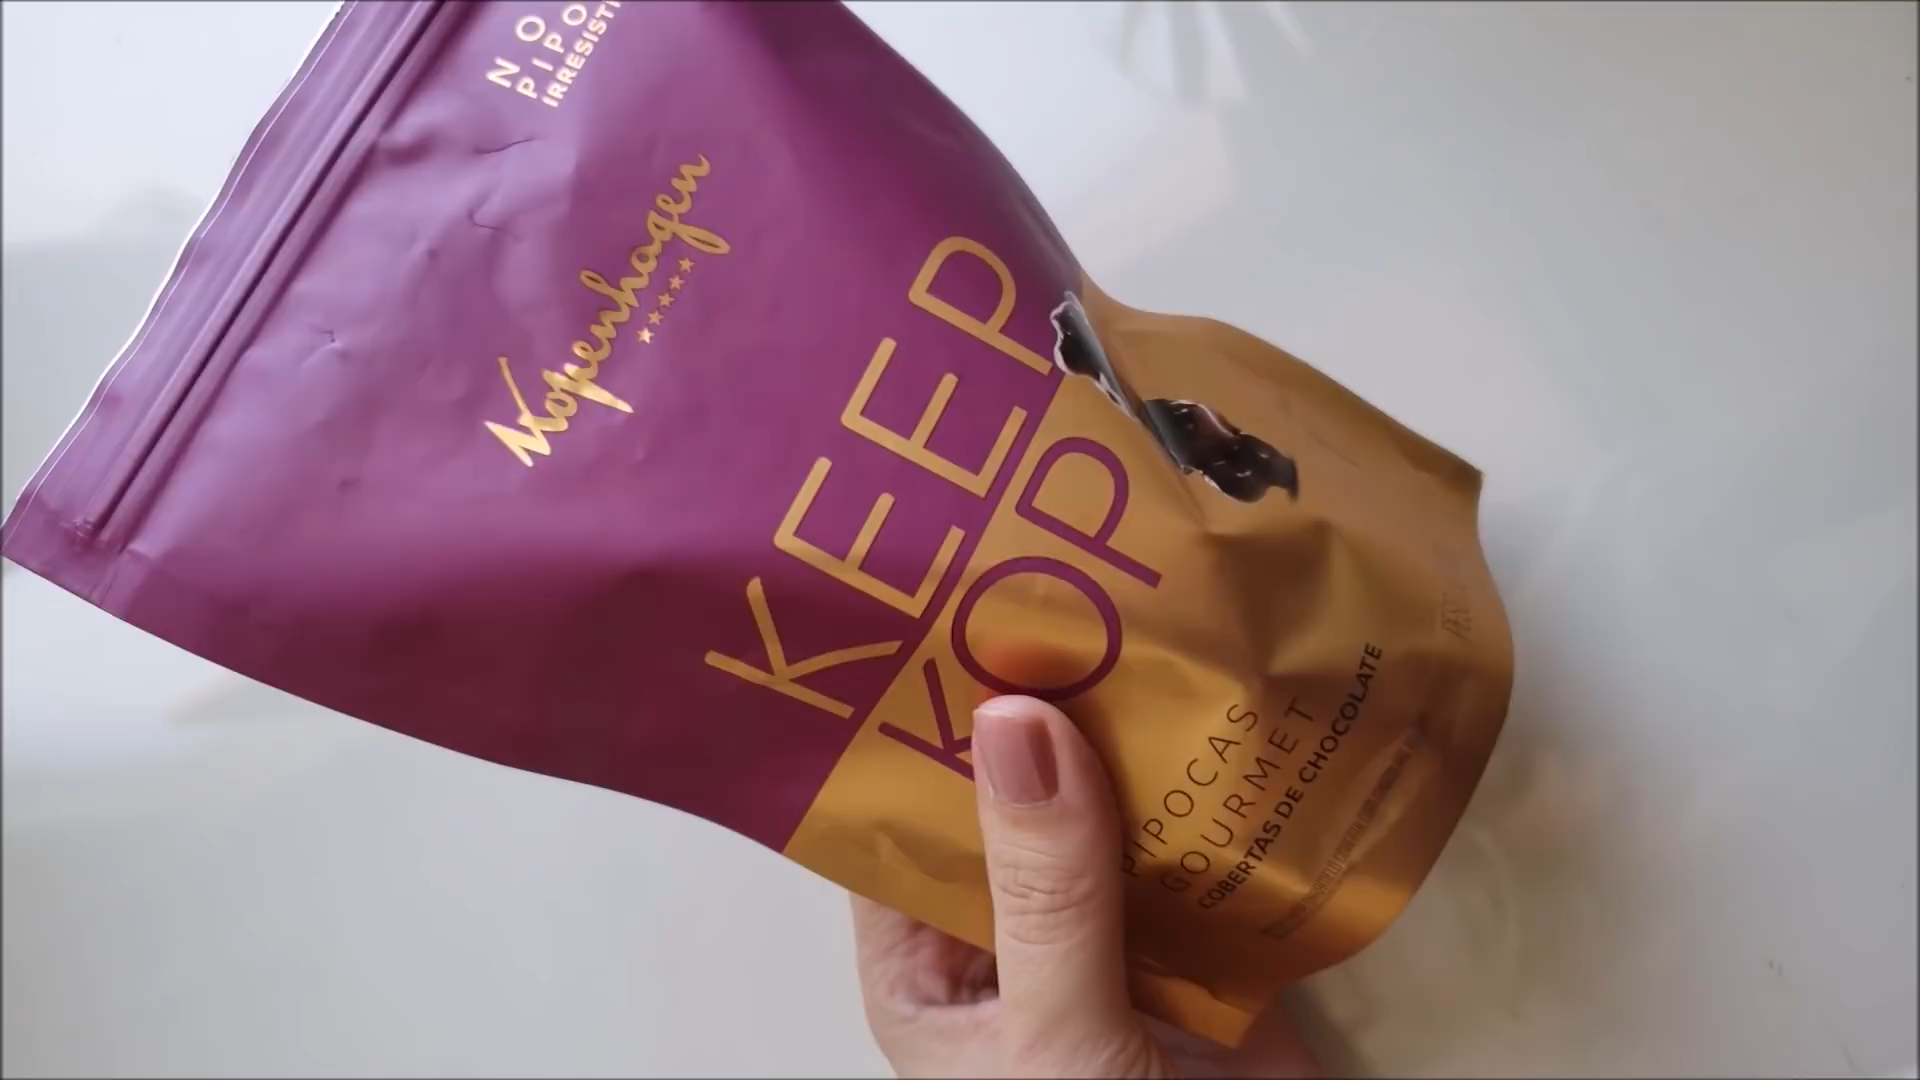 NO
PIPO
IRRESISTI
Kopenhagen
KEEP
KOP
PIPOCAS
GOURMET
COBERTAS DE CHOCOLATE